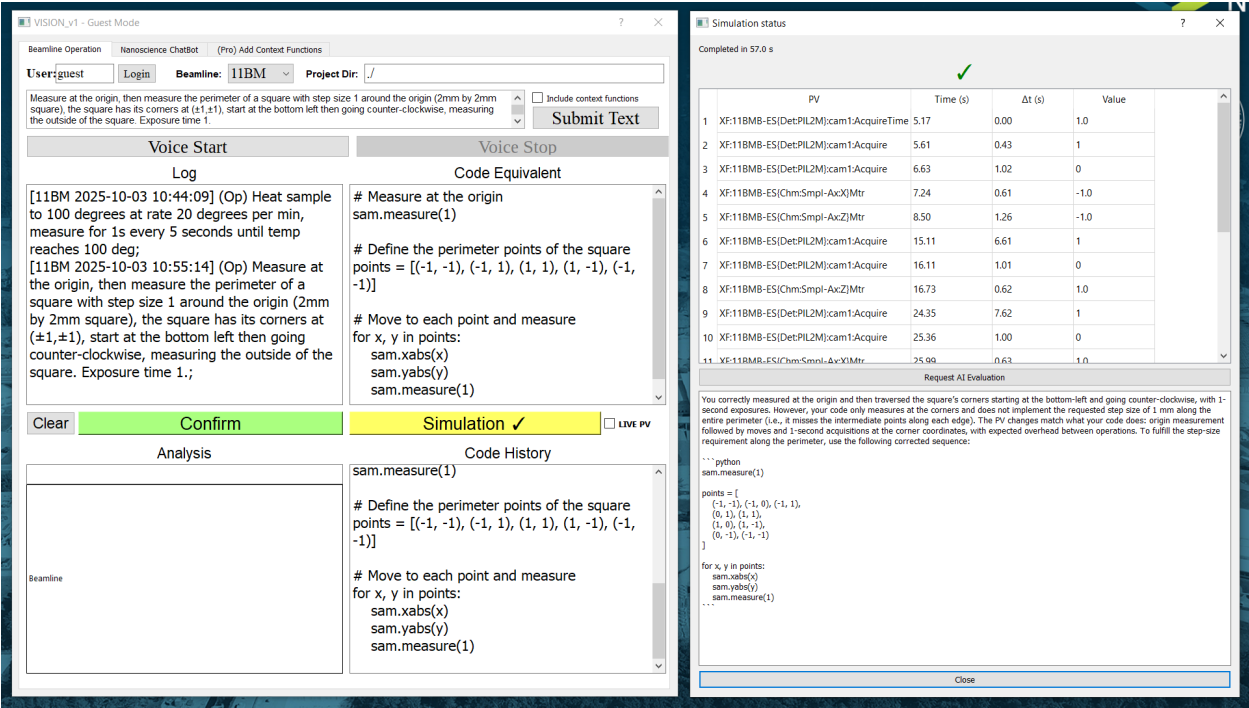 VISION_v1 - Guest Mode
Beamline Operation Nanoscience ChatBot (Pro) Add Context Functions
User: guest Login Beamline: 11BM Project Dir: ./
Measure at the origin, then measure the perimeter of a square with step size 1 around the origin (2mm by 2mm
square), the square has its corners at (±1,±1), start at the bottom left then going counter-clockwise, measuring
the outside of the square. Exposure time 1.
Include context functions
Submit Text
Voice Start Voice Stop
Log
[11BM 2025-10-03 10:44:09] (Op) Heat sample
to 100 degrees at rate 20 degrees per min,
measure for 1s every 5 seconds until temp
reaches 100 deg;
[11BM 2025-10-03 10:55:14] (Op) Measure at
the origin, then measure the perimeter of a
square with step size 1 around the origin (2mm
by 2mm square), the square has its corners at
(±1,±1), start at the bottom left then going
counter-clockwise, measuring the outside of the
square. Exposure time 1.;
Code Equivalent
# Measure at the origin
sam.measure(1)
# Define the perimeter points of the square
points = [(-1, -1), (-1, 1), (1, 1), (1, -1), (-1,
-1)]
# Move to each point and measure
for x, y in points:
sam.xabs(x)
sam.yabs(y)
sam.measure(1)
Clear Confirm Simulation ✓ LIVE PV
Analysis
Beamline
Code History
sam.measure(1)
# Define the perimeter points of the square
points = [(-1, -1), (-1, 1), (1, 1), (1, -1), (-1,
-1)]
# Move to each point and measure
for x, y in points:
sam.xabs(x)
sam.yabs(y)
sam.measure(1)
Simulation status
Completed in 57.0 s
✓
PV Time (s) Δt (s) Value
1 XF:11BMB-ES{Det:PIL2M}:cam1:AcquireTime 5.17 0.00 1.0
2 XF:11BMB-ES{Det:PIL2M}:cam1:Acquire 5.61 0.43 1
3 XF:11BMB-ES{Det:PIL2M}:cam1:Acquire 6.63 1.02 0
4 XF:11BMB-ES{Chm:Smpl-Ax:X}Mtr 7.24 0.61 -1.0
5 XF:11BMB-ES{Chm:Smpl-Ax:Z}Mtr 8.50 1.26 -1.0
6 XF:11BMB-ES{Det:PIL2M}:cam1:Acquire 15.11 6.61 1
7 XF:11BMB-ES{Det:PIL2M}:cam1:Acquire 16.11 1.01 0
8 XF:11BMB-ES{Chm:Smpl-Ax:Z}Mtr 16.73 0.62 1.0
9 XF:11BMB-ES{Det:PIL2M}:cam1:Acquire 24.35 7.62 1
10 XF:11BMB-ES{Det:PIL2M}:cam1:Acquire 25.36 1.00 0
11 XF:11BMB-ES{Chm:Smpl-Ax:X}Mtr 25.99 0.63 1.0
Request AI Evaluation
You correctly measured at the origin and then traversed the square's corners starting at the bottom-left and going counter-clockwise, with 1-
second exposures. However, your code only measures at the corners and does not implement the requested step size of 1 mm along the
entire perimeter (i.e., it misses the intermediate points along each edge). The PV changes match what your code does: origin measurement
followed by moves and 1-second acquisitions at the corner coordinates, with expected overhead between operations. To fulfill the step-size
requirement along the perimeter, use the following corrected sequence:
```python
sam.measure(1)
points = [
(-1, -1), (-1, 0), (-1, 1),
(0, 1), (1, 1),
(1, 0), (1, -1),
(0, -1), (-1, -1)
]
for x, y in points:
sam.xabs(x)
sam.yabs(y)
sam.measure(1)
```
Close